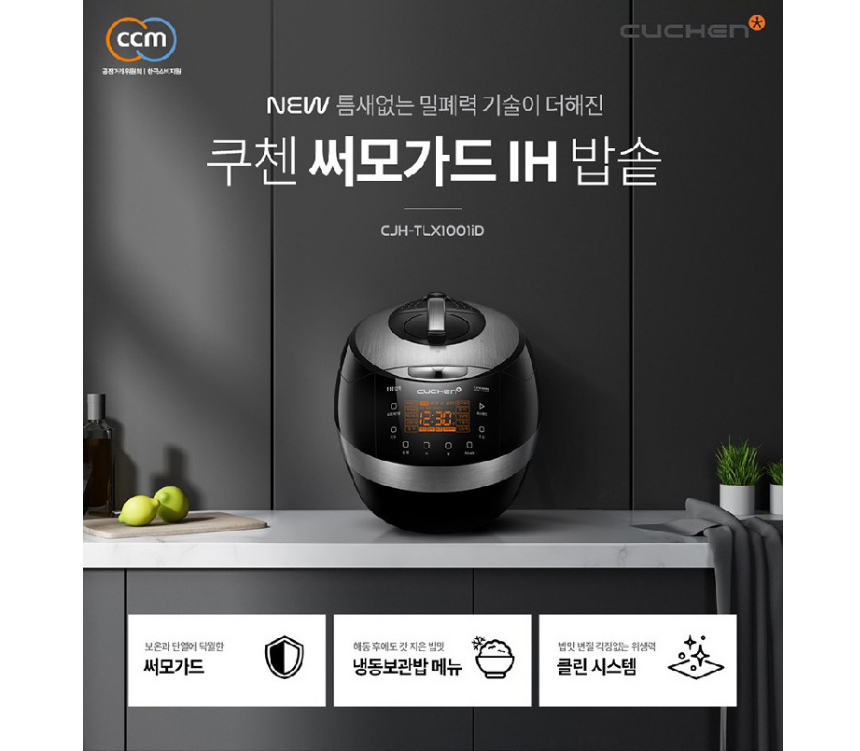 ccm
공정거래위원회 | 한국소비자원
CUCHEN
NEW 틈새없는 밀폐력 기술이 더해진
쿠첸 써모가드 IH 밥솥
CJH-TLX1001iD
CUCHEN
12:30
보온과 단열에 탁월한
써모가드
해동 후에도 갓 지은 밥맛
냉동보관밥 메뉴
밥맛 변질 걱정없는 위생력
클린 시스템